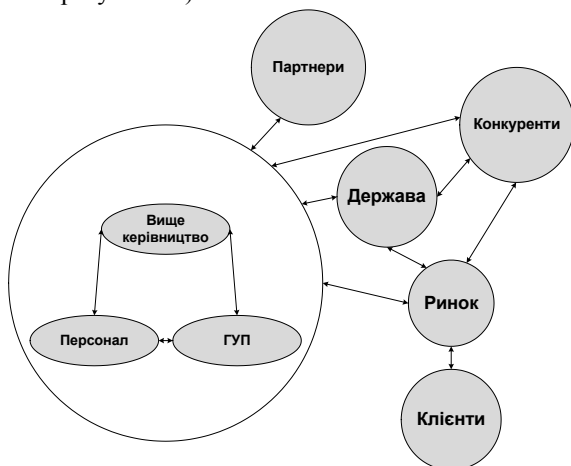 Партнери
Конкуренти
Держава
Вище
керівництво
Ринок
Персонал
ГУП
Клієнти